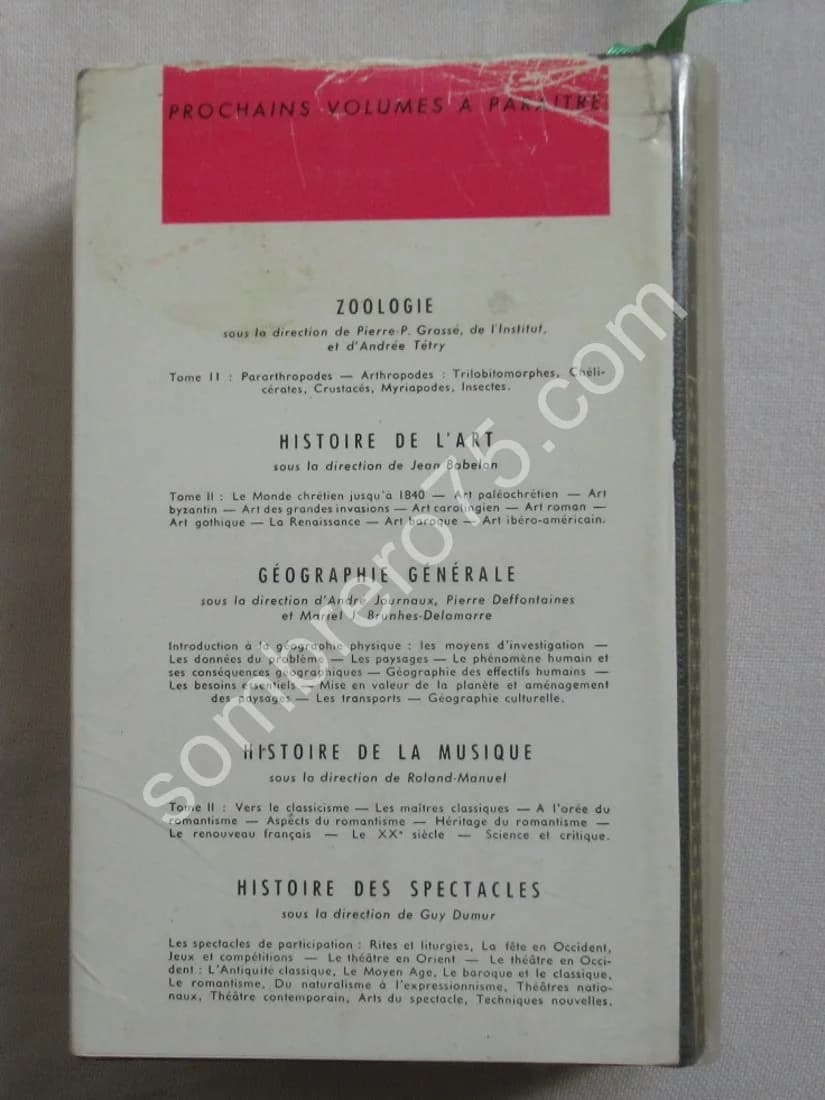 PROCHAINS VOLUMES A PARAITRE
ZOOLOGIE
sous la direction de Pierre-P. Grassé, de l'Institut,
et d'Andrée Tétry
Tome II : Pararthropodes — Arthropodes : Trilobitomorphes, Chéli-
cérates, Crustacés, Myriapodes, Insectes.
HISTOIRE DE L'ART
sous la direction de Jean Babelon
Tome II : Le Monde chrétien jusqu'à 1840 — Art paléochrétien — Art
byzantin — Art des grandes invasions — Art carolingien — Art roman —
Art gothique — La Renaissance — Art baroque — Art ibéro-américain.
GÉOGRAPHIE GÉNÉRALE
sous la direction d'André Journaux, Pierre Deffontaines
et Mariel J. Brunhes-Delamarre
Introduction à la géographie physique : les moyens d'investigation —
Les données du problème — Les paysages — Le phénomène humain et
ses conséquences géographiques — Géographie des effectifs humains —
Les besoins essentiels — Mise en valeur de la planète et aménagement
des paysages — Les transports — Géographie culturelle.
HISTOIRE DE LA MUSIQUE
sous la direction de Roland-Manuel
Tome II : Vers le classicisme — Les maîtres classiques — A l'orée du
romantisme — Aspects du romantisme — Héritage du romantisme —
Le renouveau français — Le XXe siècle — Science et critique.
HISTOIRE DES SPECTACLES
sous la direction de Guy Dumur
Les spectacles de participation : Rites et liturgies, La fête en Occident,
Jeux et compétitions — Le théâtre en Orient — Le théâtre en Occi-
dent : L'Antiquité classique, Le Moyen Age, Le baroque et le classique,
Le romantisme, Du naturalisme à l'expressionnisme, Théâtres natio-
naux, Théâtre contemporain, Arts du spectacle, Techniques nouvelles.
sombrero75.com